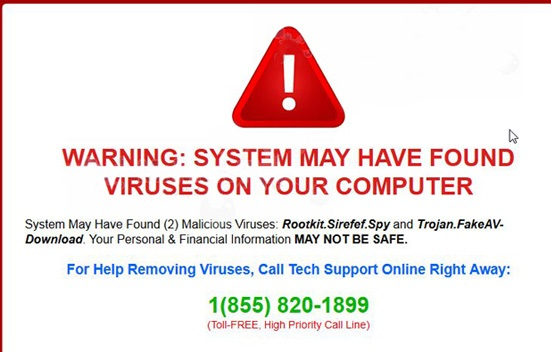 WARNING: SYSTEM MAY HAVE FOUND
VIRUSES ON YOUR COMPUTER
System May Have Found (2) Malicious Viruses: Rootkit.Sirefef.Spy and Trojan.FakeAV-
Download. Your Personal & Financial Information MAY NOT BE SAFE.
For Help Removing Viruses, Call Tech Support Online Right Away:
1(855) 820-1899
(Toll-FREE, High Priority Call Line)